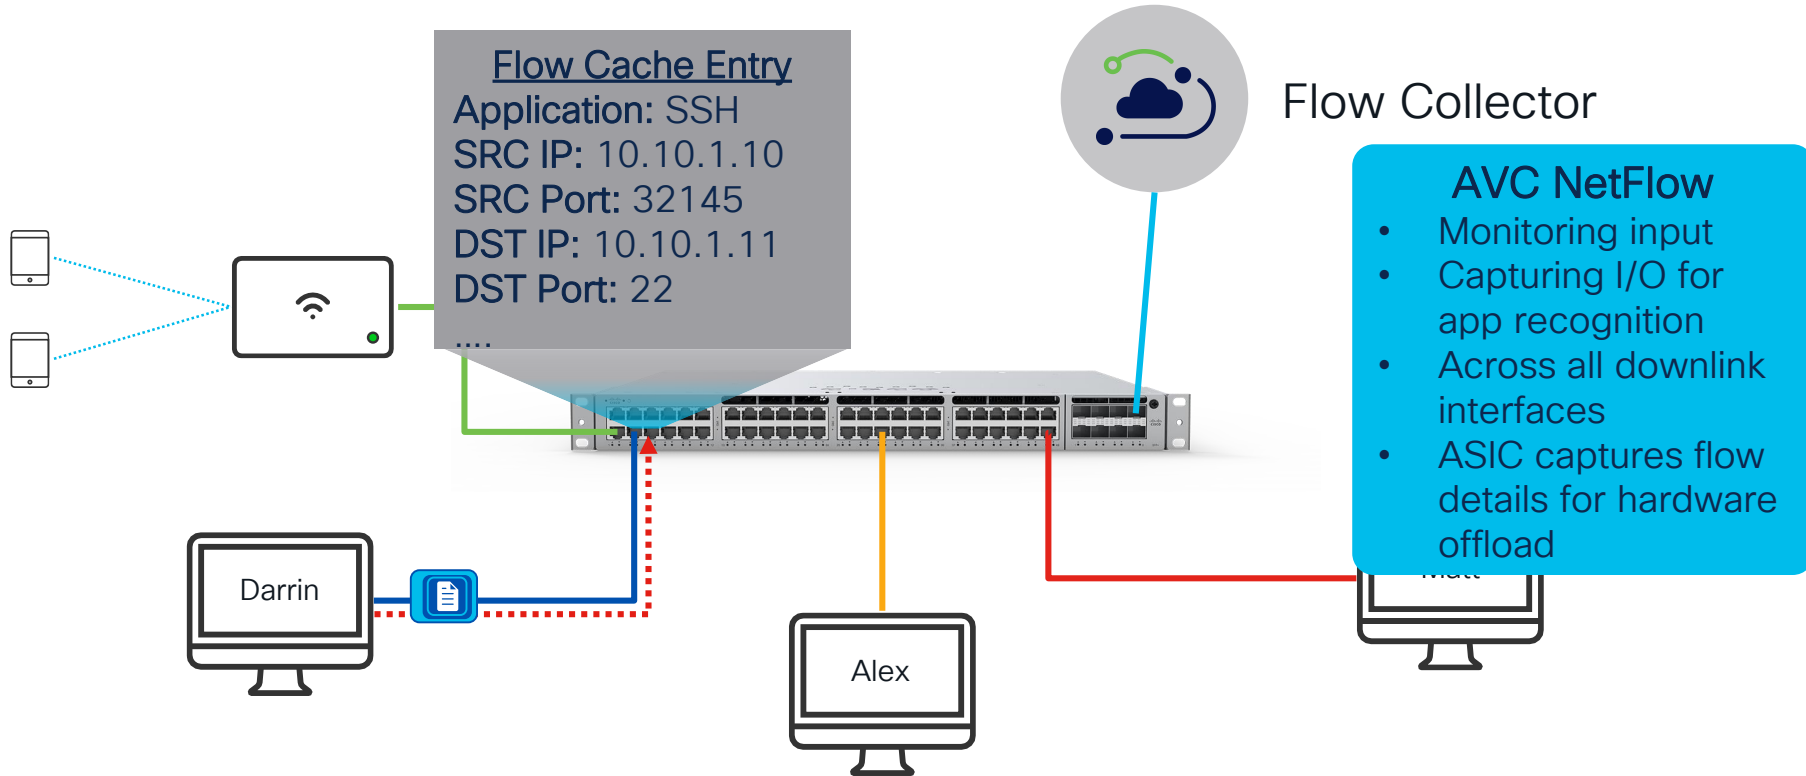 Flow Cache Entry
Application: SSH
SRC IP: 10.10.1.10
SRC Port: 32145
DST IP: 10.10.1.11
DST Port: 22
....
Flow Collector
AVC NetFlow
• Monitoring input
• Capturing I/O for
app recognition
• Across all downlink
interfaces
• ASIC captures flow
details for hardware
offload
Darrin
Alex
Matt